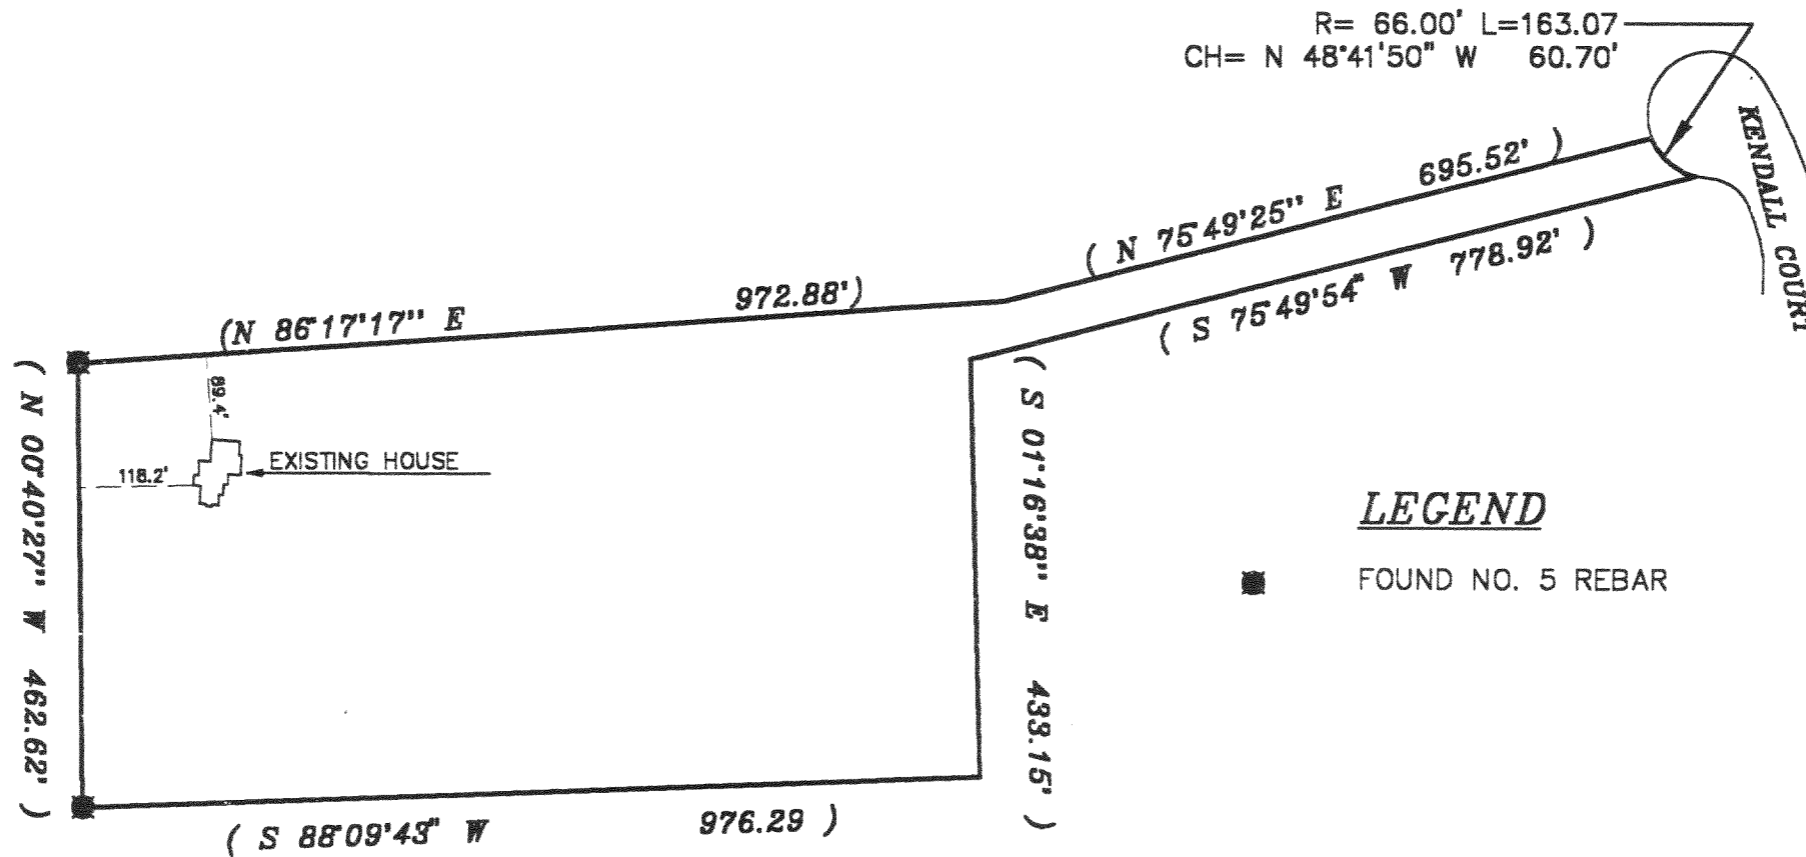 R= 66.00' L=163.07
CH= N 48°41'50" W 60.70'
KENDALL COURT
( N 75°49'25" E 695.52' )
( S 75°49'54" W 778.92' )
(N 86°17'17" E 972.88')
( N 00°40'27" W 462.62' )
89.4'
118.2'
EXISTING HOUSE
( S 01°16'38" E 433.15' )
( S 88°09'43" W 976.29 )
LEGEND
FOUND NO. 5 REBAR